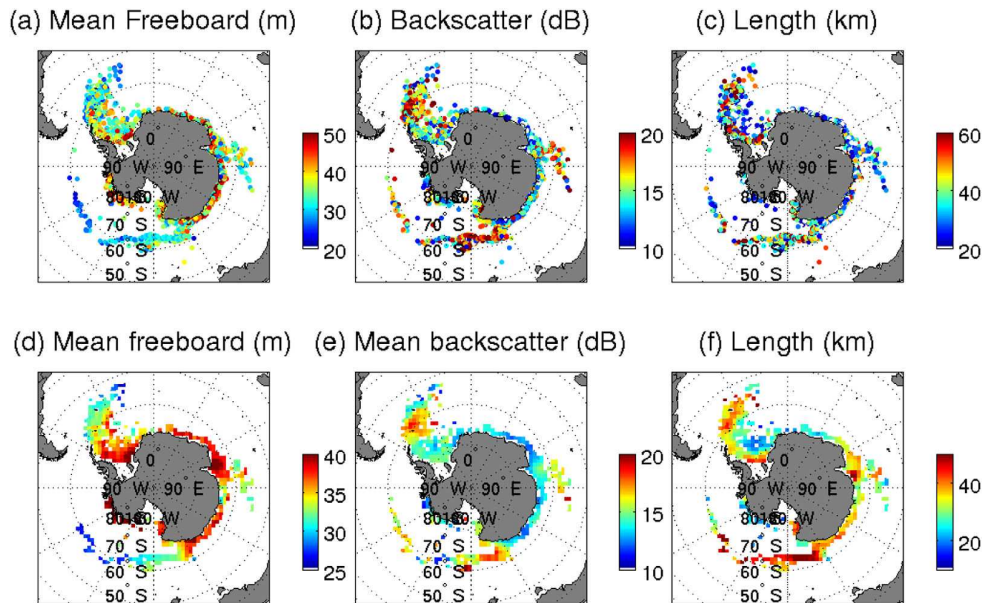 (a) Mean Freeboard (m) (b) Backscatter (dB) (c) Length (km)
50 20 60
0 0 0
90 W 90 E 90 W 90 E 90 W 90 E
40 50
W W W
30 15 40
70 S 70 S 70 S
30
60 S 60 S 60 S
20 10 20
50 S 50 S 50 S
(d) Mean freeboard (m) (e) Mean backscatter (dB) (f) Length (km)
40 20
0 0 0
40
90 W 90 E 90 W 90 E 90 W 90 E
35
W W W
15
30
70 S 70 S 70 S
20
60 S 60 S 60 S
25 10
50 S 50 S 50 S